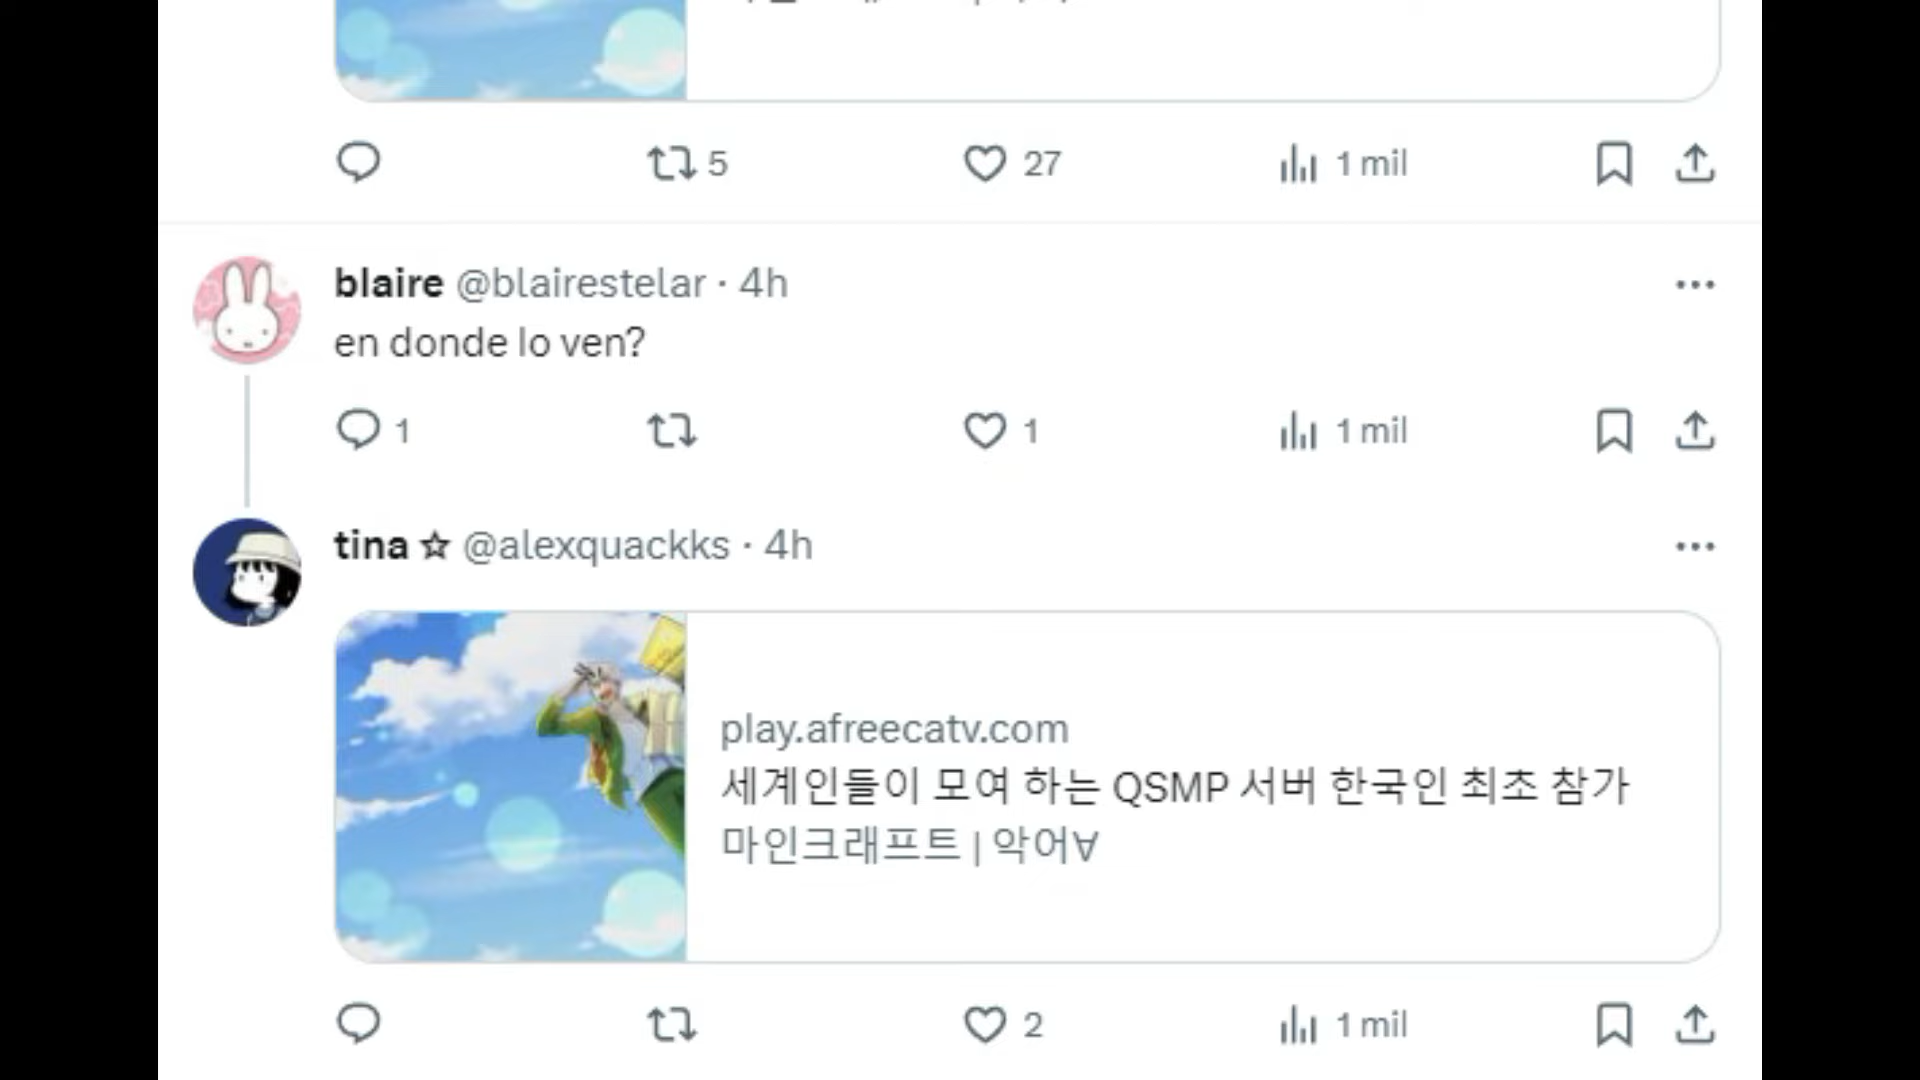 5 27 1 mil
blaire @blairestelar · 4h
en donde lo ven?
1 1 1 mil
tina ☆ @alexquackks · 4h
play.afreecatv.com
세계인들이 모여 하는 QSMP 서버 한국인 최초 참가
마인크래프트 | 악어∀
2 1 mil